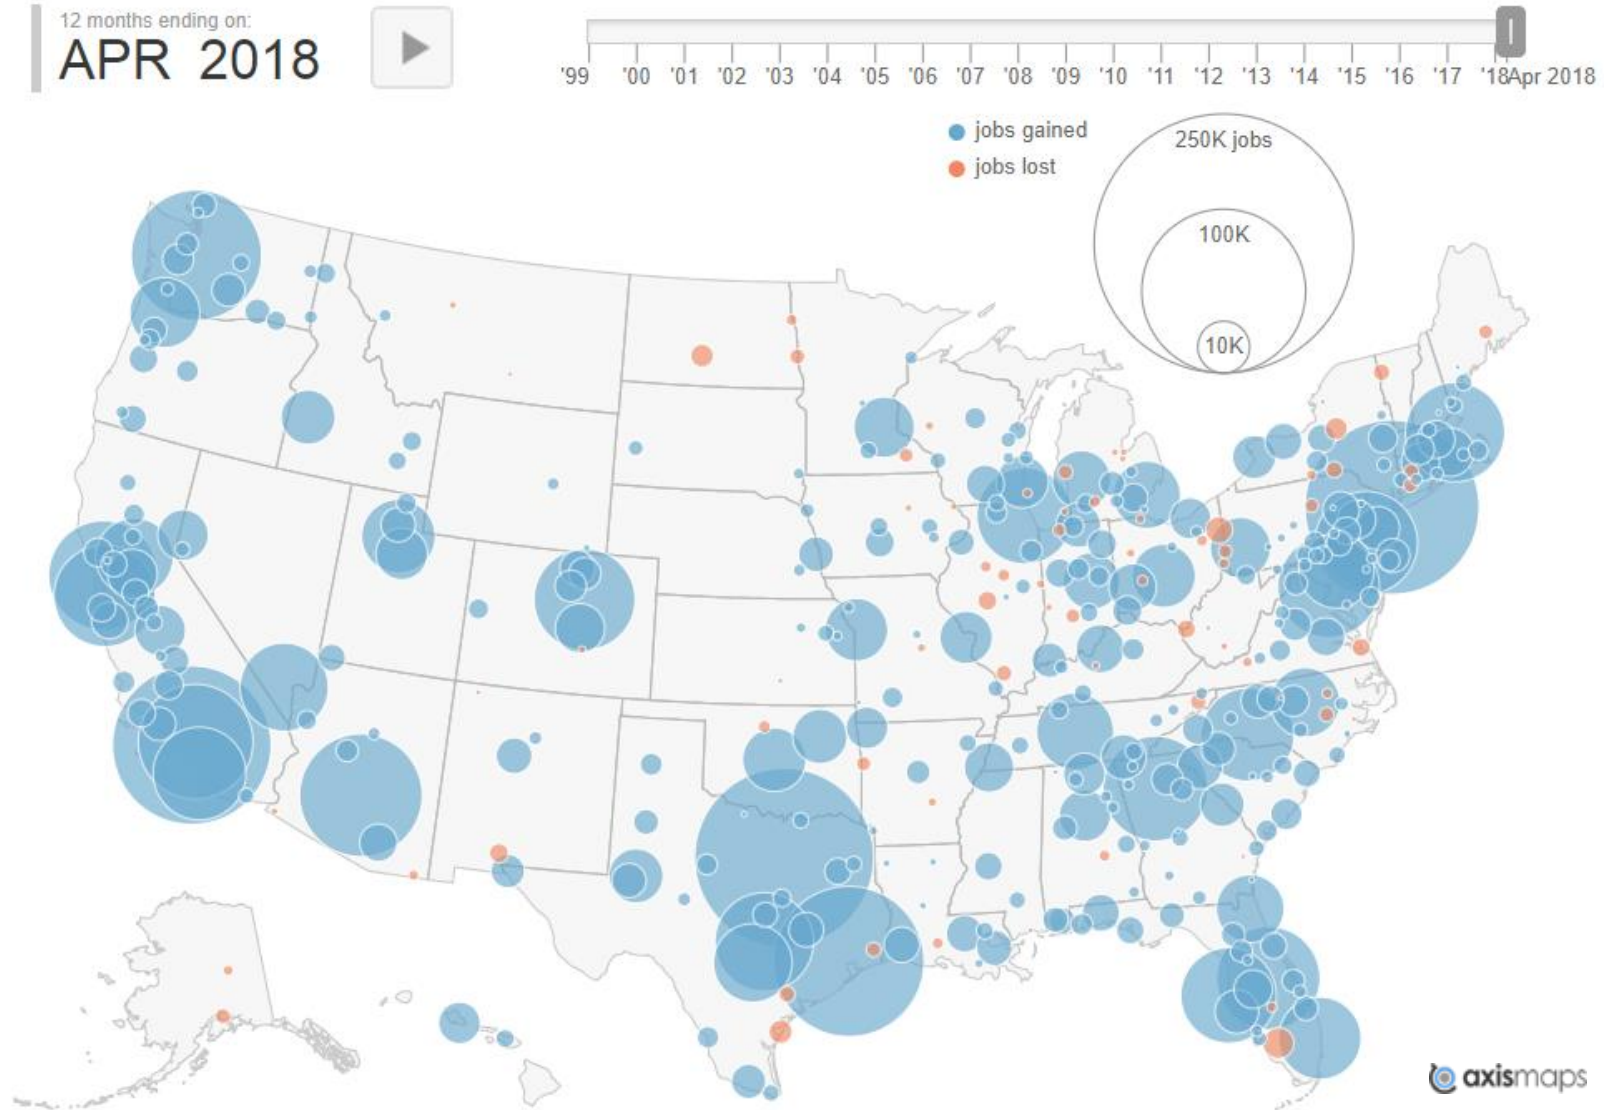 12 months ending on:
APR 2018
'99 '00 '01 '02 '03 '04 '05 '06 '07 '08 '09 '10 '11 '12 '13 '14 '15 '16 '17 '18 Apr 2018
jobs gained
jobs lost
250K jobs
100K
10K
axismaps